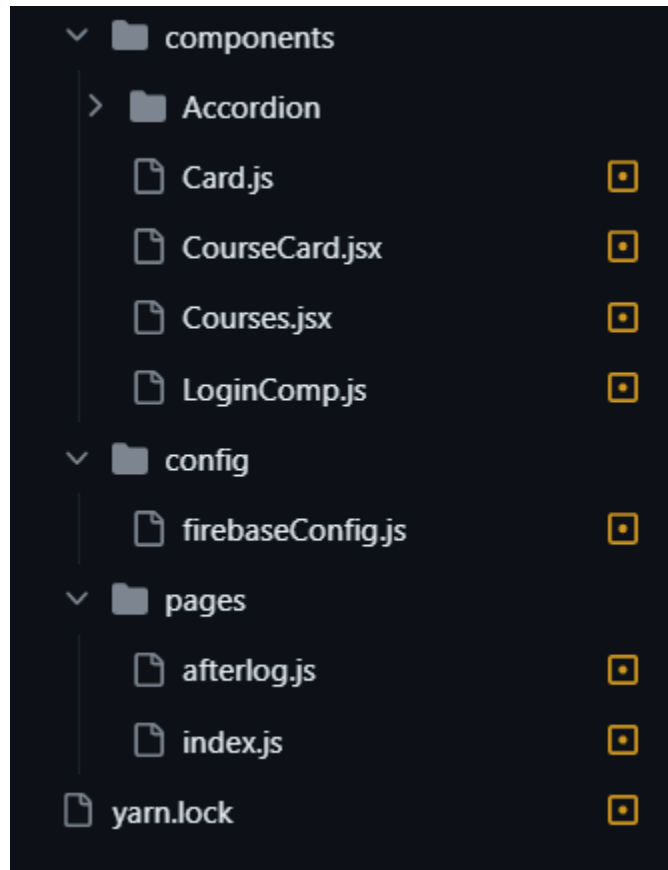 components
Accordion
Card.js
CourseCard.jsx
Courses.jsx
LoginComp.js
config
firebaseConfig.js
pages
afterlog.js
index.js
yarn.lock